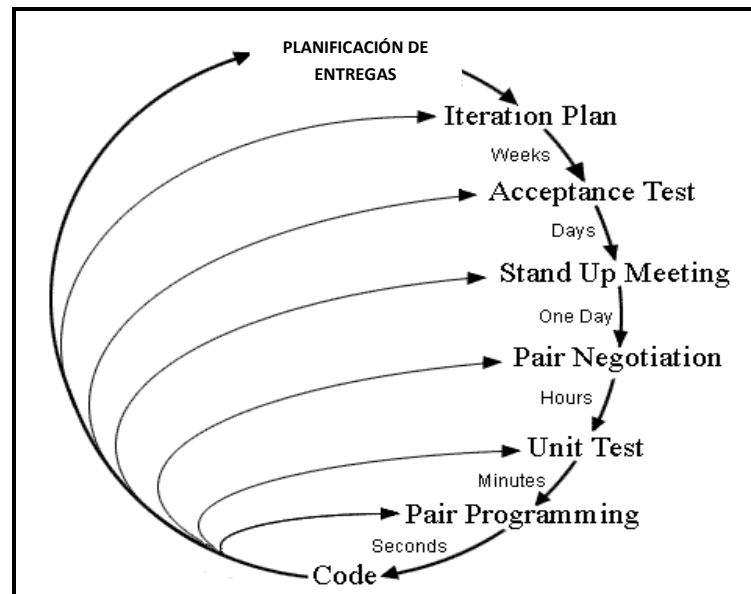 PLANIFICACIÓN DE
ENTREGAS
Iteration Plan
Weeks
Acceptance Test
Days
Stand Up Meeting
One Day
Pair Negotiation
Hours
Unit Test
Minutes
Pair Programming
Seconds
Code